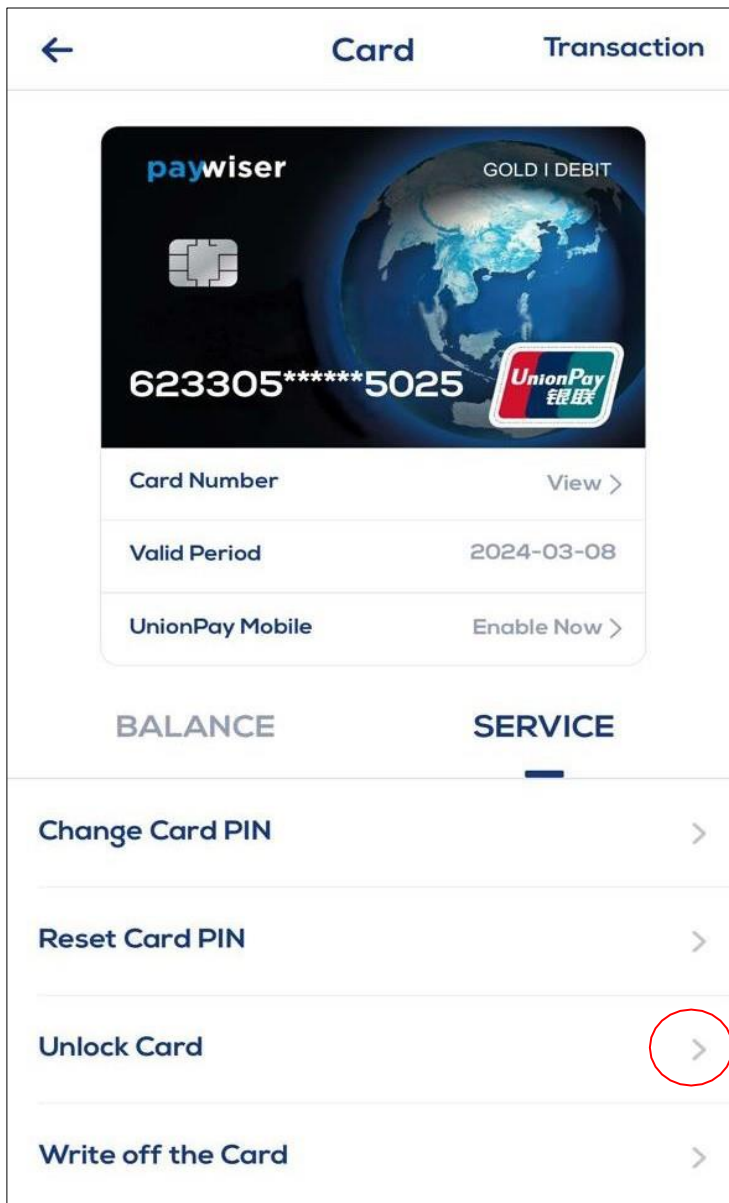 Card Transaction
paywiser GOLD I DEBIT
623305******5025
UnionPay
银联
Card Number View >
Valid Period 2024-03-08
UnionPay Mobile Enable Now >
BALANCE SERVICE
Change Card PIN >
Reset Card PIN >
Unlock Card >
Write off the Card >